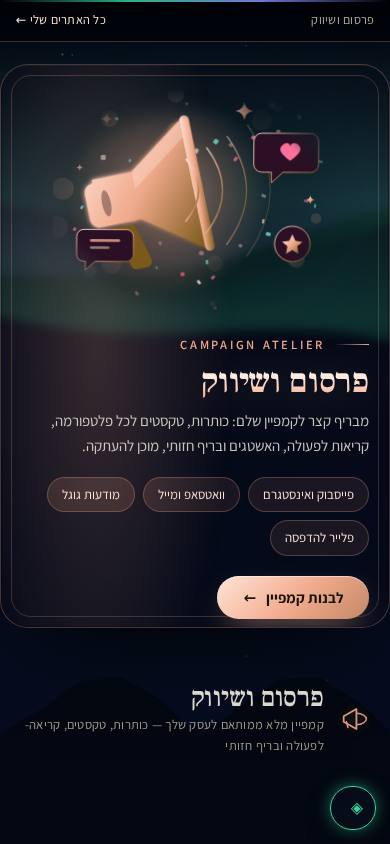 פרסום ושיווק
כל האתרים שלי ←
CAMPAIGN ATELIER
פרסום ושיווק
מבריף קצר לקמפיין שלם: כותרות, טקסטים לכל פלטפורמה,
קריאות לפעולה, האשטגים ובריף חזותי, מוכן להעתקה.
פייסבוק ואינסטגרם
וואטסאפ ומייל
מודעות גוגל
פלייר להדפסה
לבנות קמפיין ←
פרסום ושיווק
קמפיין מלא ממותאם לעסק שלך — כותרות, טקסטים, קריאה-
לפעולה ובריף חזותי